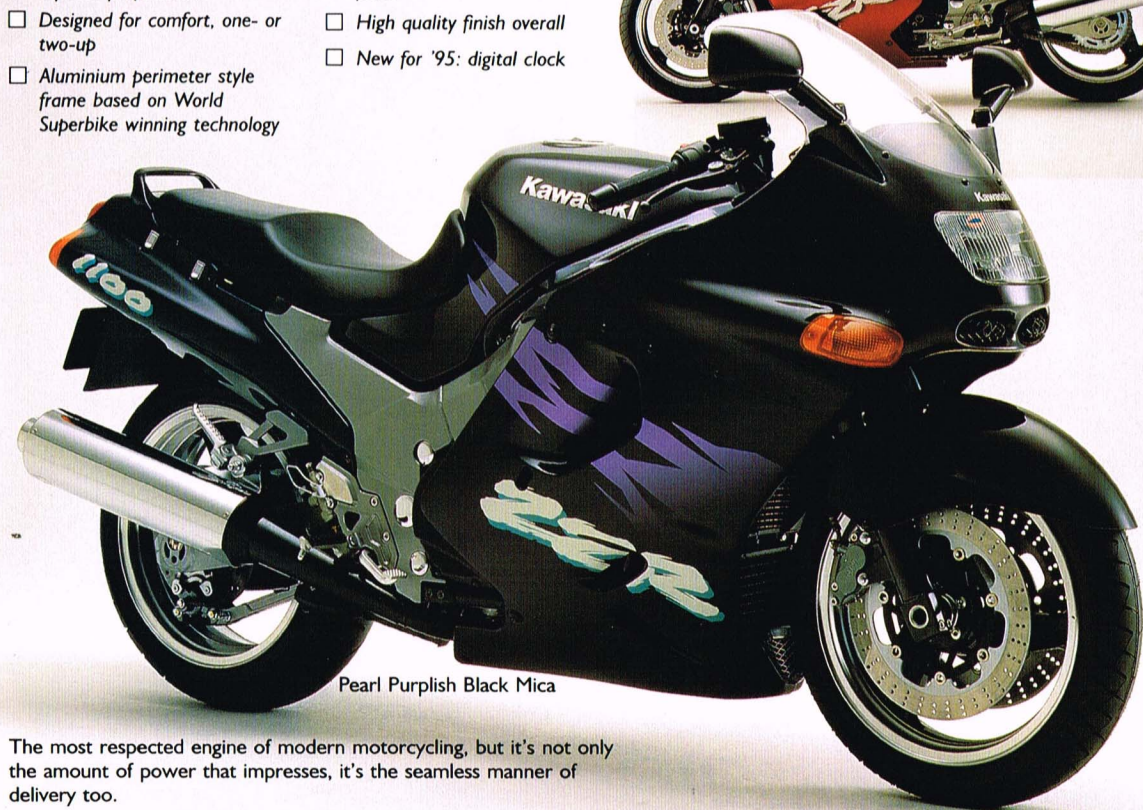 Designed for comfort, one- or
two-up
Aluminium perimeter style
frame based on World
Superbike winning technology
High quality finish overall
New for '95: digital clock
Kawasaki
Kawasaki
1100
ZZR
Pearl Purplish Black Mica
The most respected engine of modern motorcycling, but it's not only
the amount of power that impresses, it's the seamless manner of
delivery too.